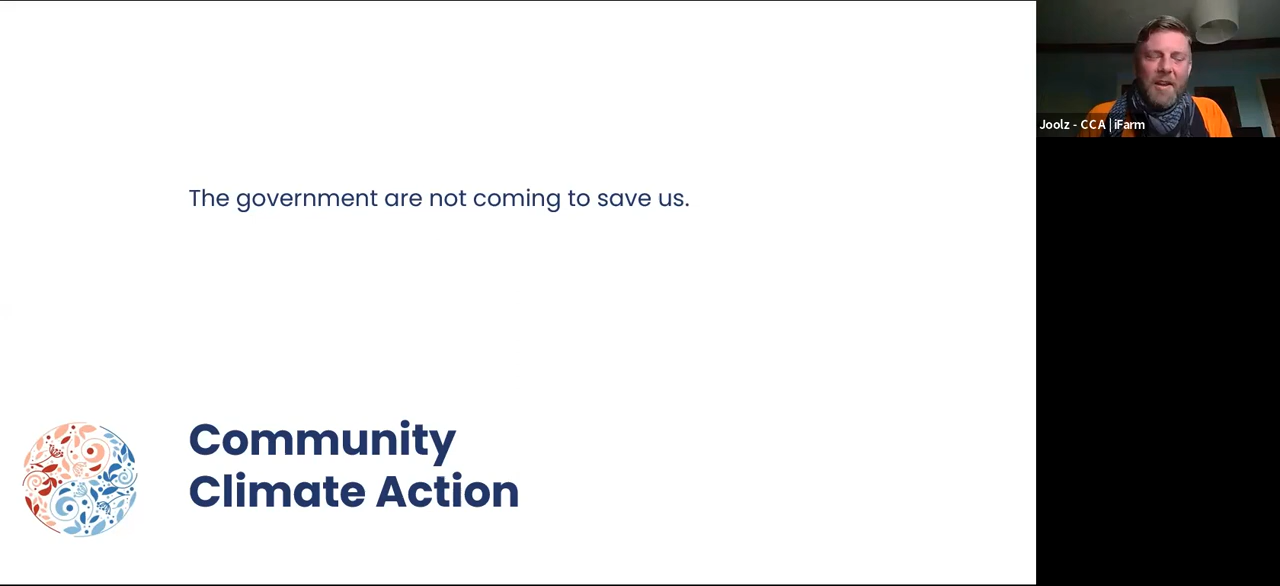 The government are not coming to save us.
Community
Climate Action
Joolz - CCA | iFarm